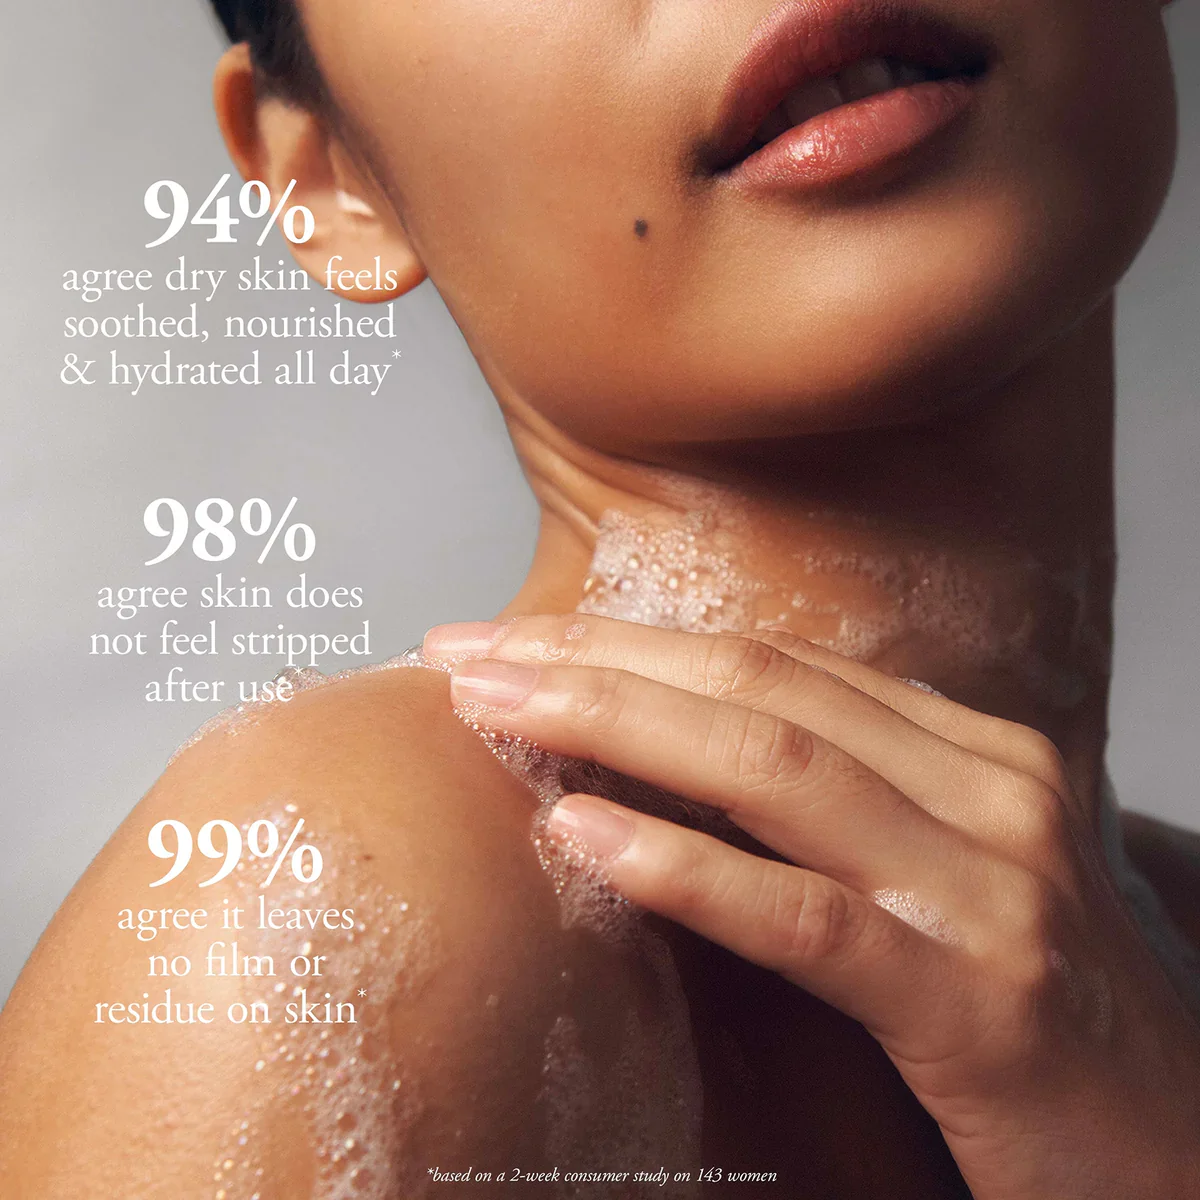 94%
agree dry skin feels
soothed, nourished
& hydrated all day*
98%
agree skin does
not feel stripped
after use*
99%
agree it leaves
no film or
residue on skin*
*based on a 2-week consumer study on 143 women